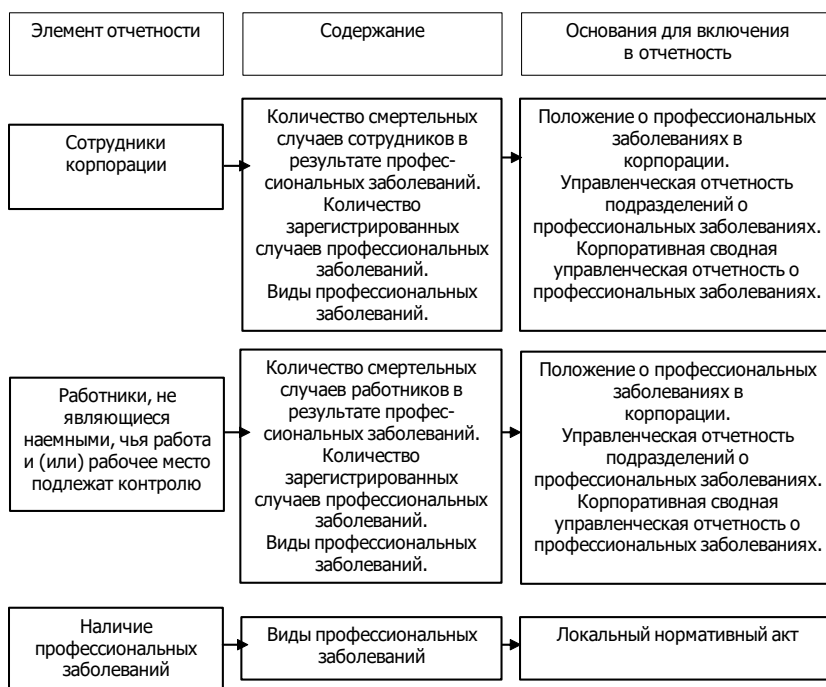 Элемент отчетности
Содержание
Основания для включения
в отчетность
Сотрудники
корпорации
Количество смертельных
случаев сотрудников в
результате профес-
сиональных заболеваний.
Количество
зарегистрированных
случаев профессиональных
заболеваний.
Виды профессиональных
заболеваний.
Положение о профессиональных
заболеваниях в
корпорации.
Управленческая отчетность
подразделений о
профессиональных заболеваниях.
Корпоративная сводная
управленческая отчетность о
профессиональных заболеваниях.
Работники, не
являющиеся
наемными, чья работа
и (или) рабочее место
подлежат контролю
Количество смертельных
случаев работников в
результате профес-
сиональных заболеваний.
Количество
зарегистрированных
случаев профессиональных
заболеваний.
Виды профессиональных
заболеваний.
Положение о профессиональных
заболеваниях в
корпорации.
Управленческая отчетность
подразделений о
профессиональных заболеваниях.
Корпоративная сводная
управленческая отчетность о
профессиональных заболеваниях.
Наличие
профессиональных
заболеваний
Виды профессиональных
заболеваний
Локальный нормативный акт